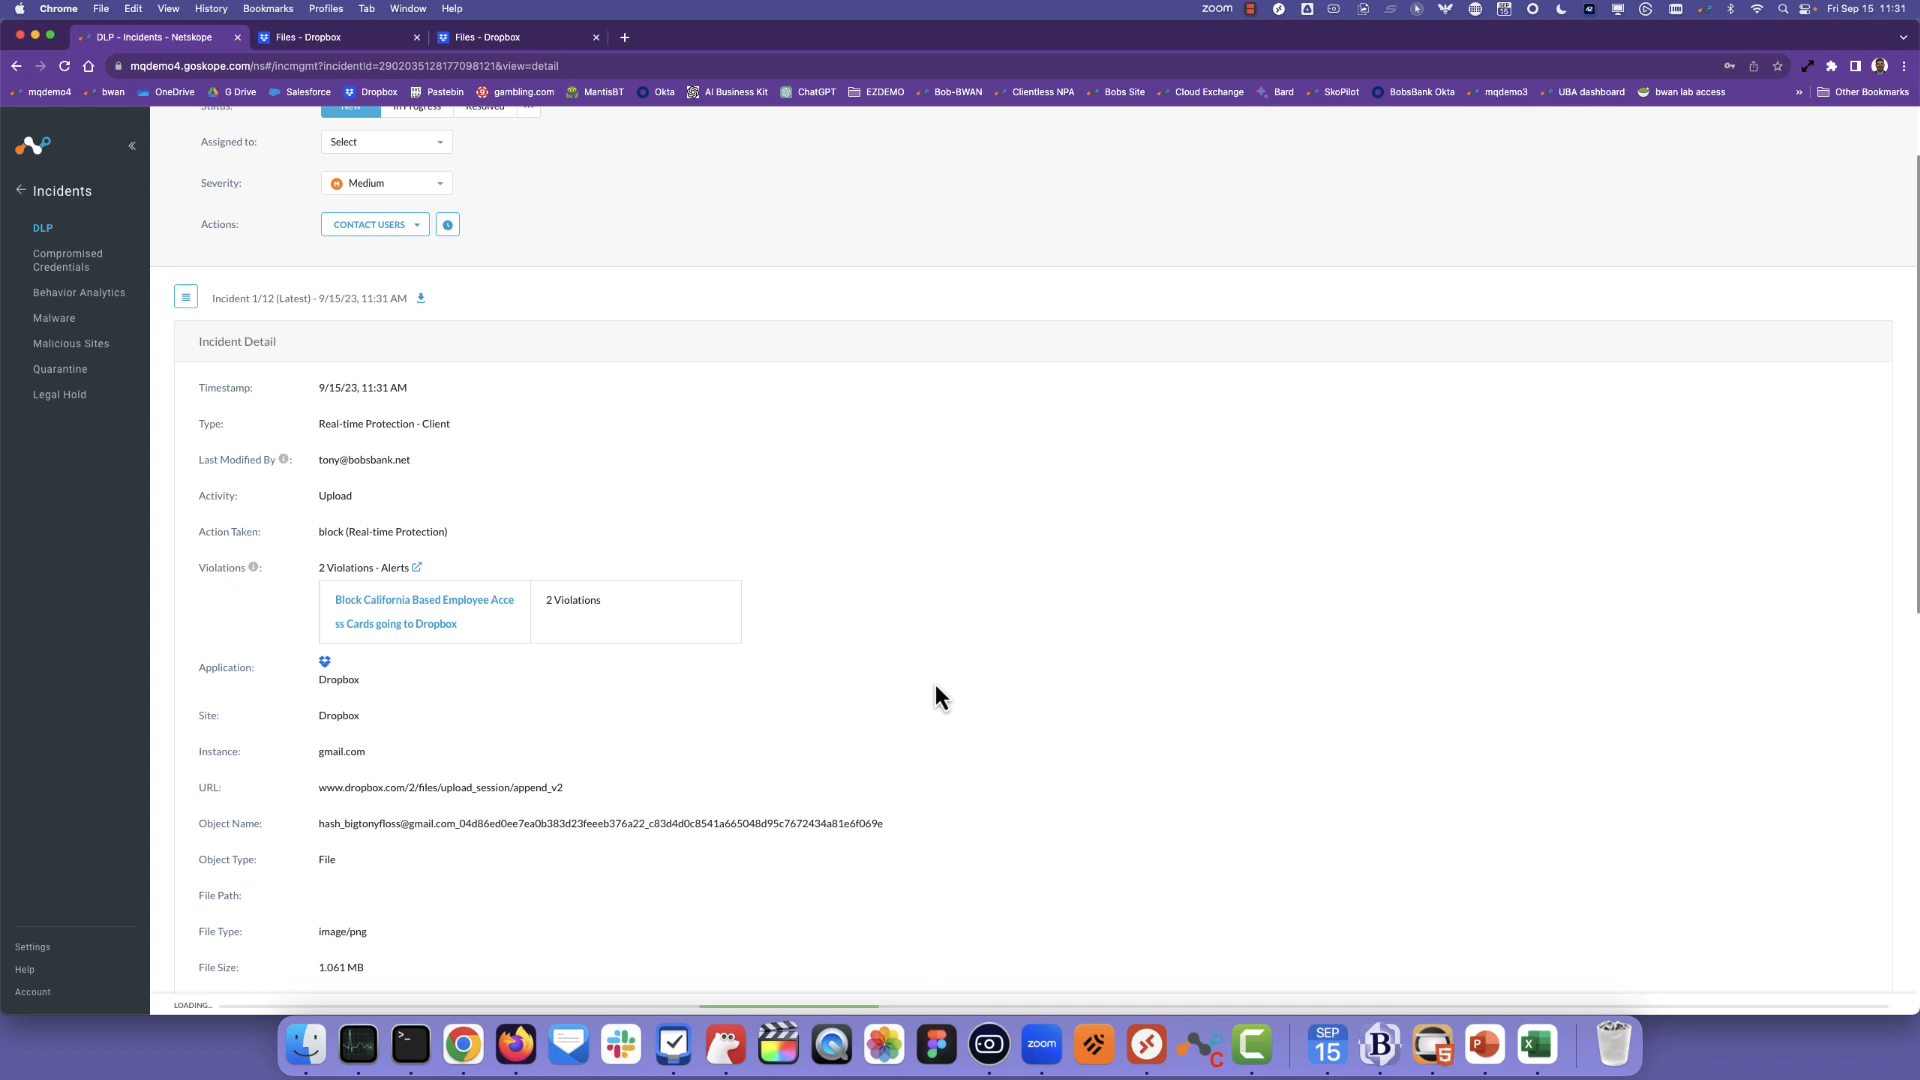 Chrome File Edit View History Bookmarks Profiles Tab Window Help
zoom
Fri Sep 15 11:31
DLP - Incidents - Netskope
Files - Dropbox
Files - Dropbox
mqdemo4.goskope.com/ns#/incmgmt?incidentId=2902035128177098121&view=detail
mqdemo4 bwan OneDrive G Drive Salesforce Dropbox Pastebin gambling.com MantisBT Okta AI Business Kit ChatGPT EZDEMO Bob-BWAN Clientless NPA Bobs Site Cloud Exchange Bard SkoPilot BobsBank Okta mqdemo3 UBA dashboard bwan lab access » Other Bookmarks
Incidents
DLP
Compromised
Credentials
Behavior Analytics
Malware
Malicious Sites
Quarantine
Legal Hold
Settings
Help
Account
Status: New In Progress Resolved
Assigned to: Select
Severity: M Medium
Actions: CONTACT USERS
Incident 1/12 (Latest) - 9/15/23, 11:31 AM
Incident Detail
Timestamp: 9/15/23, 11:31 AM
Type: Real-time Protection - Client
Last Modified By : tony@bobsbank.net
Activity: Upload
Action Taken: block (Real-time Protection)
Violations : 2 Violations - Alerts
Block California Based Employee Acce
ss Cards going to Dropbox
2 Violations
Application:
Dropbox
Site: Dropbox
Instance: gmail.com
URL: www.dropbox.com/2/files/upload_session/append_v2
Object Name: hash_bigtonyfloss@gmail.com_04d86ed0ee7ea0b383d23feeeb376a22_c83d4d0c8541a665048d95c7672434a81e6f069e
Object Type: File
File Path:
File Type: image/png
File Size: 1.061 MB
LOADING...
zoom
SEP
15